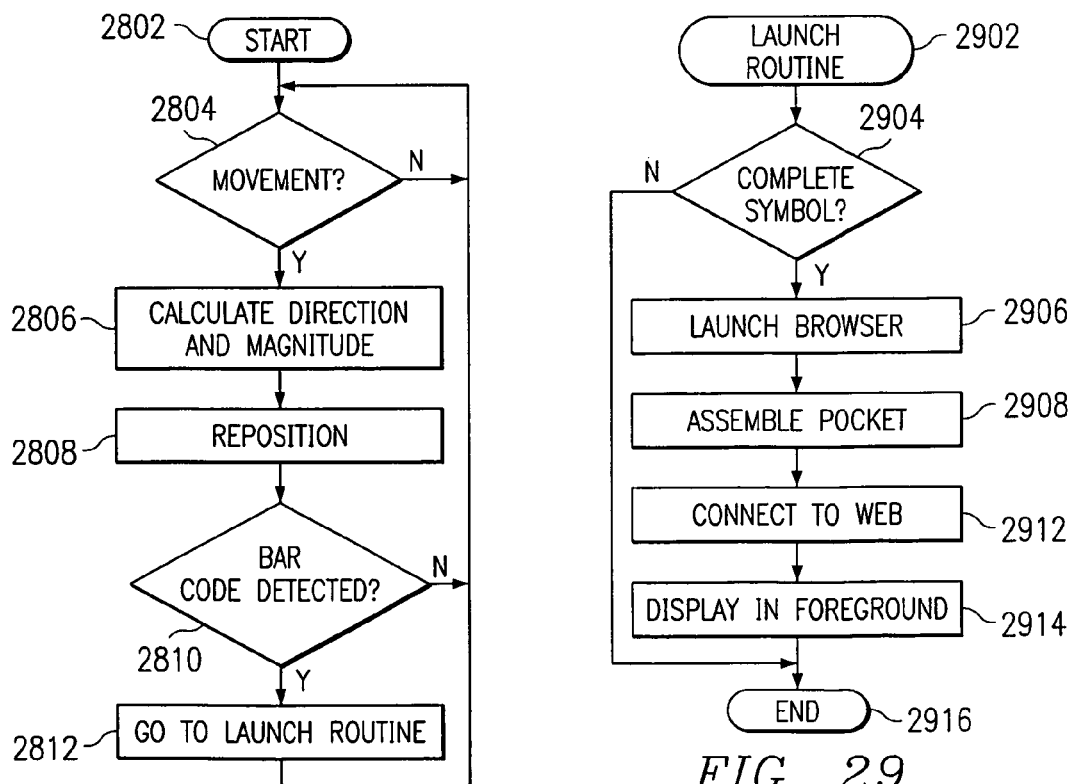 2802
START
2804
MOVEMENT?
N
Y
2806
CALCULATE DIRECTION
AND MAGNITUDE
2808
REPOSITION
BAR
CODE DETECTED?
N
2810
Y
2812
GO TO LAUNCH ROUTINE
LAUNCH
ROUTINE
2902
2904
N
COMPLETE
SYMBOL?
Y
LAUNCH BROWSER
2906
ASSEMBLE POCKET
2908
CONNECT TO WEB
2912
DISPLAY IN FOREGROUND
2914
END
2916
FIG. 29